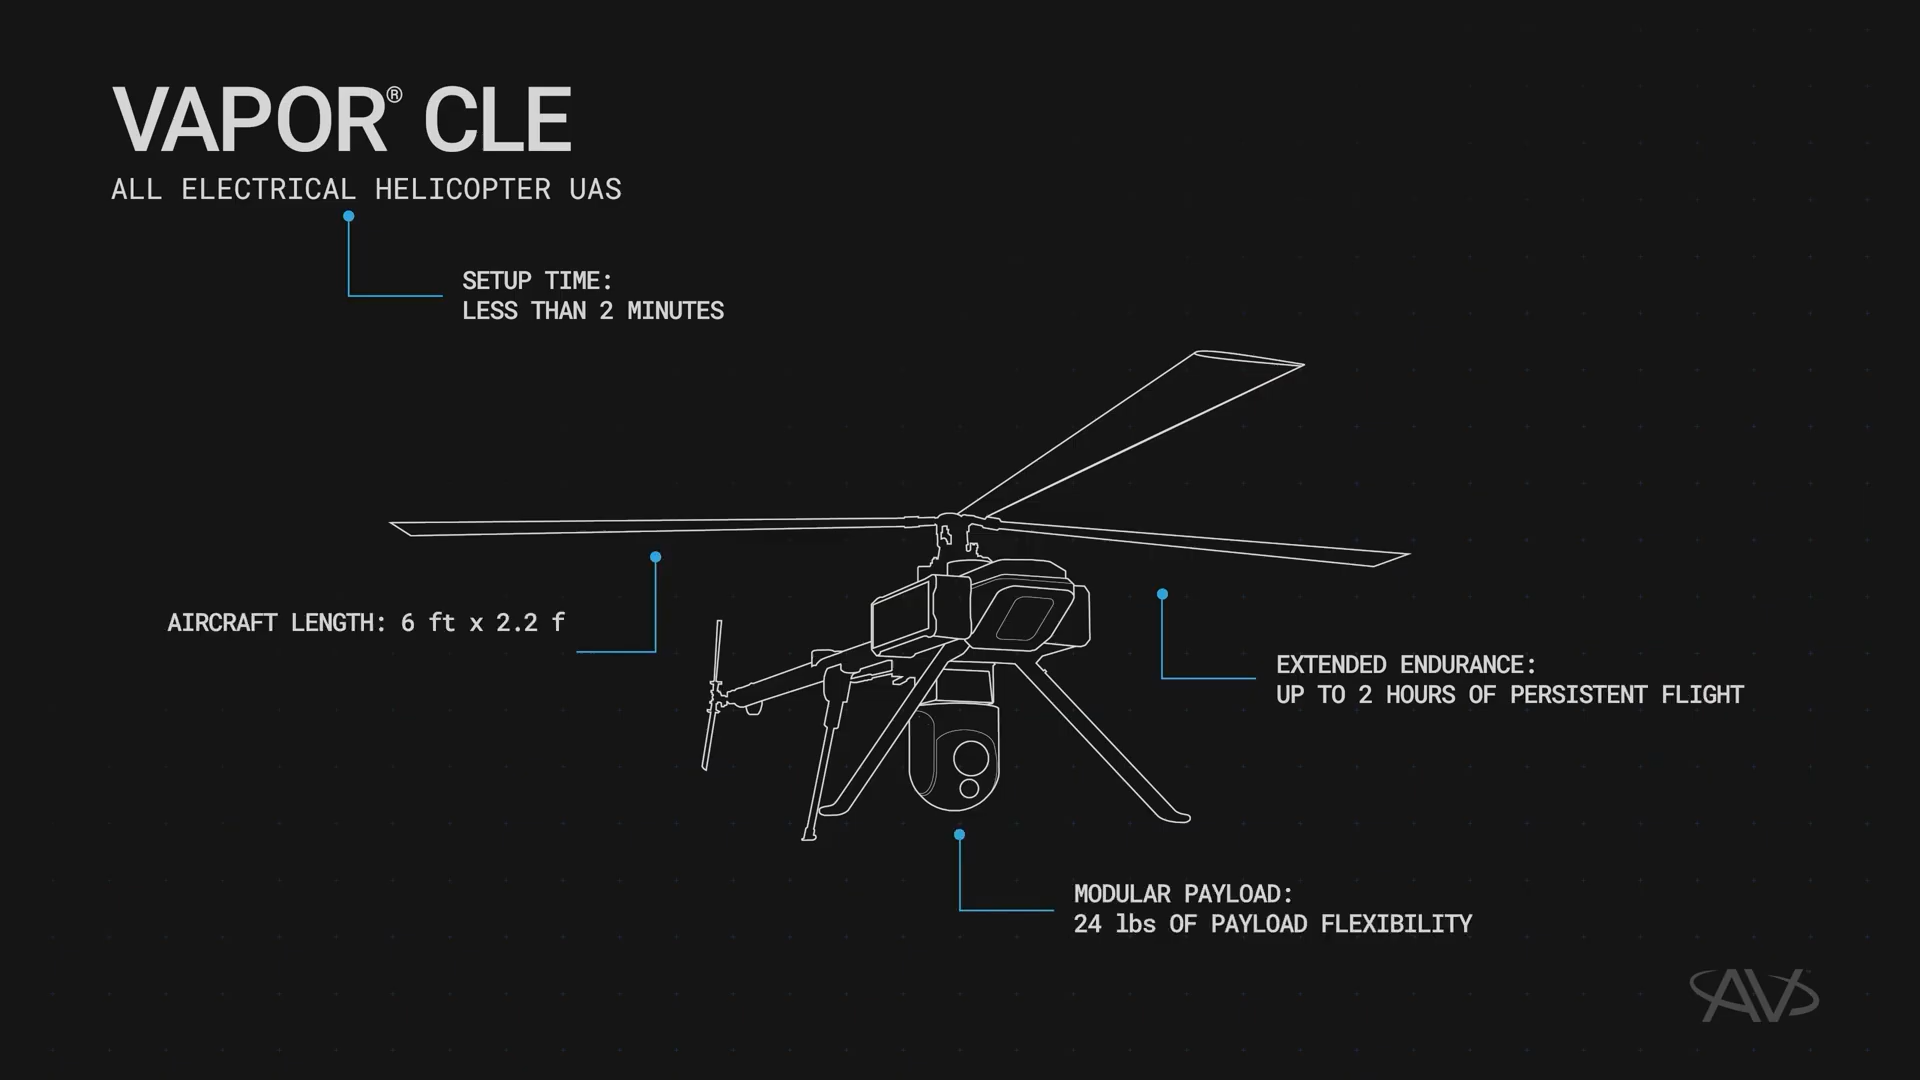 VAPOR® CLE
ALL ELECTRICAL HELICOPTER UAS
SETUP TIME:
LESS THAN 2 MINUTES
AIRCRAFT LENGTH: 6 ft x 2.2 f
EXTENDED ENDURANCE:
UP TO 2 HOURS OF PERSISTENT FLIGHT
MODULAR PAYLOAD:
24 lbs OF PAYLOAD FLEXIBILITY
AV